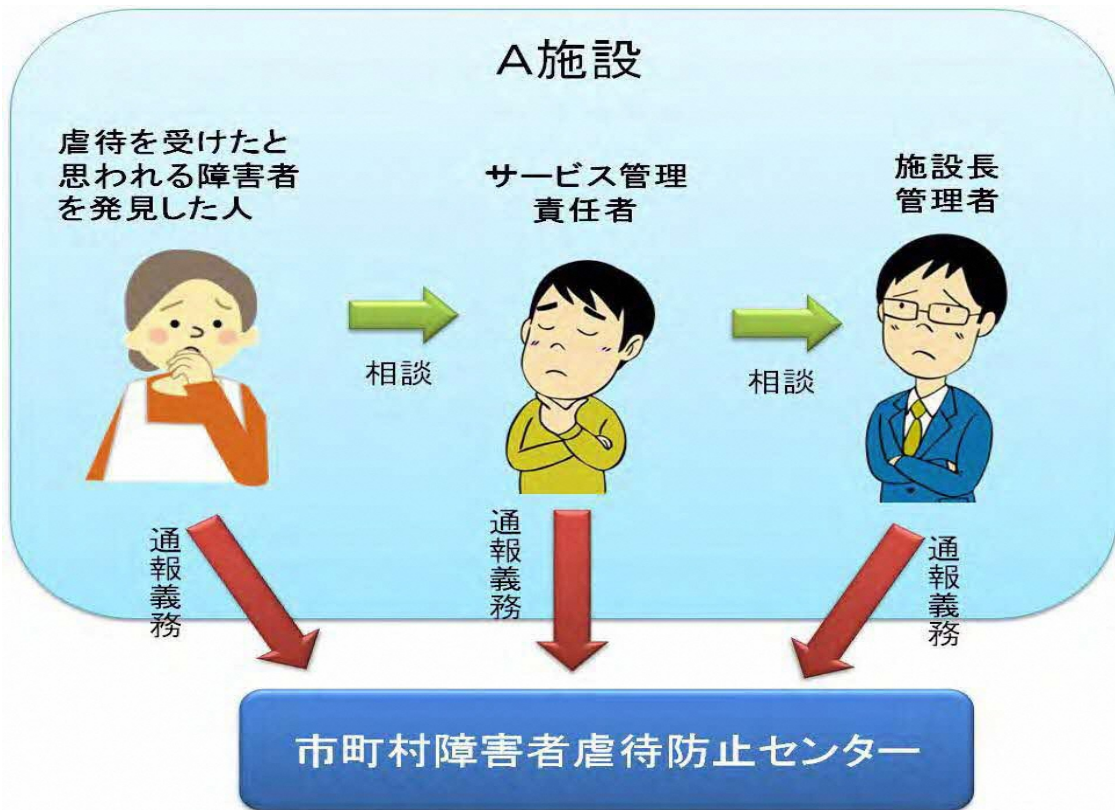 A施設
虐待を受けたと
思われる障害者
を発見した人
サービス管理
責任者
施設長
管理者
相談
相談
通報義務
通報義務
通報義務
市町村障害者虐待防止センター